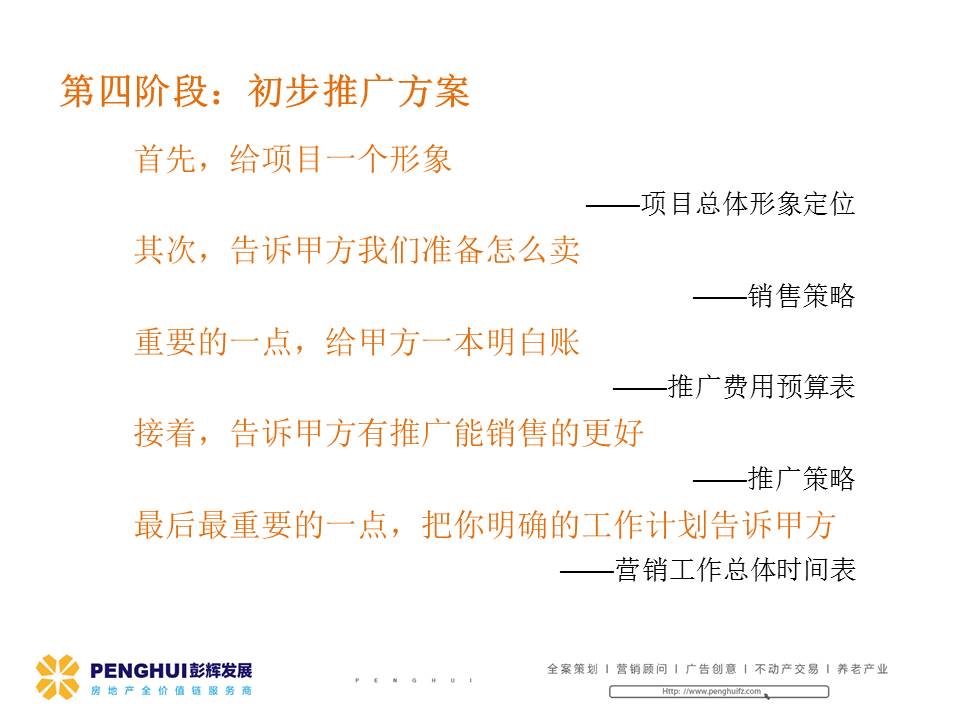 第四阶段：初步推广方案
首先，给项目一个形象
——项目总体形象定位
其次，告诉甲方我们准备怎么卖
——销售策略
重要的一点，给甲方一本明白账
——推广费用预算表
接着，告诉甲方有推广能销售的更好
——推广策略
最后最重要的一点，把你明确的工作计划告诉甲方
——营销工作总体时间表
PENGHUI彭辉发展
房地产全价值链服务商
PENGHUI
全案策划 | 营销顾问 | 广告创意 | 不动产交易 | 养老产业
Http: //www.penghuifz.com